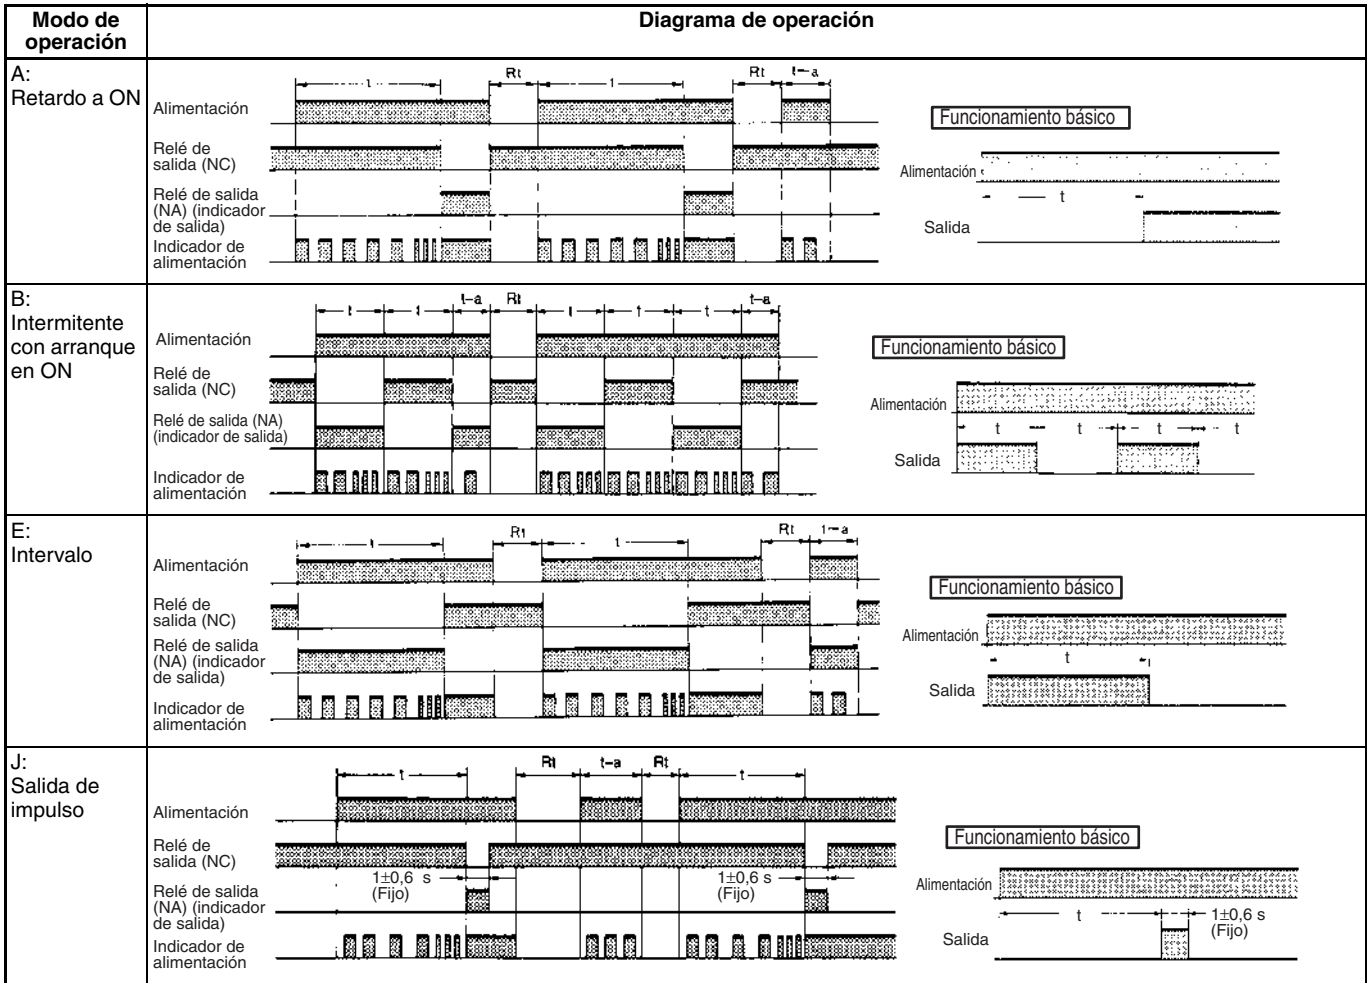 Modo de operación
Diagrama de operación
A:
Retardo a ON
Rt
Rt
t–a
t
t
Alimentación
Relé de
salida (NC)
Relé de salida
(NA) (indicador
de salida)
Indicador de
alimentación
Funcionamiento básico
Alimentación
t
Salida
B:
Intermitente
con arranque
en ON
t
t
t–a
Rt
t
t
t
t–a
Alimentación
Relé de
salida (NC)
Relé de salida (NA)
(indicador de salida)
Indicador de
alimentación
Funcionamiento básico
Alimentación
t
t
t
t
Salida
E:
Intervalo
t
Rt
t
Rt
t–a
Alimentación
Relé de
salida (NC)
Relé de salida
(NA) (indicador
de salida)
Indicador de
alimentación
Funcionamiento básico
Alimentación
t
Salida
J:
Salida de
impulso
t
Rt
t–a
Rt
t
Alimentación
Relé de
salida (NC)
1±0,6 s
(Fijo)
1±0,6 s
(Fijo)
Relé de salida
(NA) (indicador
de salida)
Indicador de
alimentación
Funcionamiento básico
Alimentación
t
1±0,6 s
(Fijo)
Salida